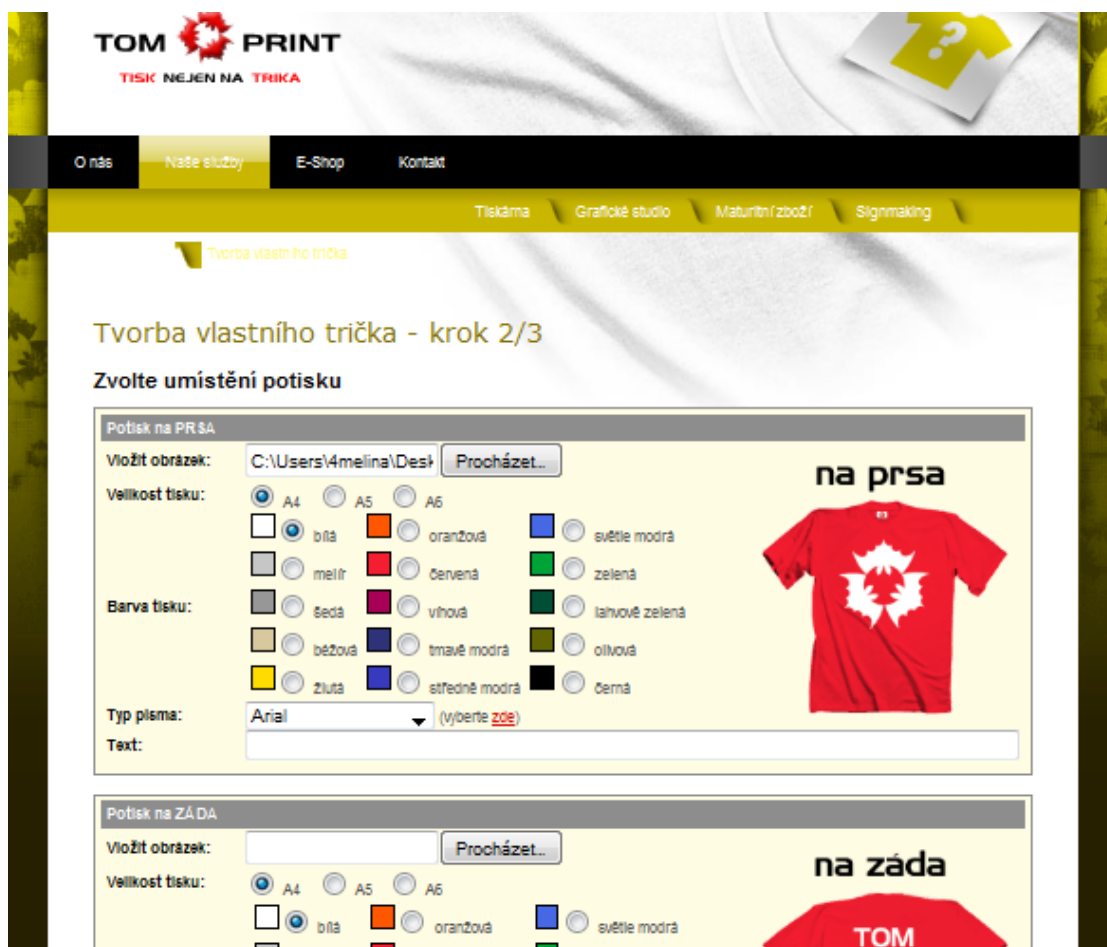 TOM PRINT
TISK NEJEN NA TRIKA
?
O nás Naše služby E-Shop Kontakt
Tiskárna Grafické studio Maturitní zboží Signmaking
Tvorba vlastního trička
Tvorba vlastního trička - krok 2/3
Zvolte umístění potisku
Potisk na PRSA
Vložit obrázek: C:\Users\4melina\Desk Procházet...
na prsa
Velikost tisku: A4 A5 A6
bílá oranžová světle modrá
melír červená zelená
Barva tisku: šedá víhová lahvově zelená
béžová tmavě modrá olivová
žlutá středně modrá černá
Typ písma: Arial (vyberte zde)
Text:
Potisk na ZÁDA
Vložit obrázek: Procházet...
na záda
Velikost tisku: A4 A5 A6
bílá oranžová světle modrá
TOM